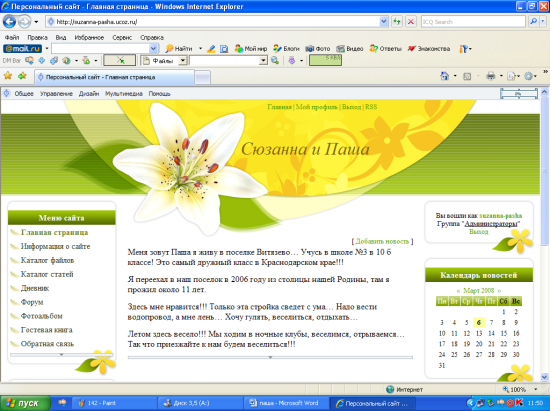 Персональный сайт - Главная страница - Windows Internet Explorer
http://suzanna-pasha.ucoz.ru/
ICQ Search
Файл Правка Вид Избранное Сервис Справка
@mail.ru Найти Мой мир Блоги Фото Видео Ответы Знакомства
DM Bar Файлы
Персональный сайт - Главная страница
Общее Управление Дизайн Мультимедиа Помощь
Главная | Мой профиль | Выход | RSS
Сюзанна и Паша
Меню сайта
Главная страница
Информация о сайте
Каталог файлов
Каталог статей
Дневник
Форум
Фотоальбом
Гостевая книга
Обратная связь
[ Добавить новость ]
Меня зовут Паша я живу в поселке Витязево… Учусь в школе №3 в 10 б
классе! Это самый дружный класс в Краснодарском крае!!!
Я переехал в наш поселок в 2006 году из столицы нашей Родины, там я
прожил около 11 лет.
Здесь мне нравится!!! Только эта стройка сведет с ума… Надо вести
водопровод, а мне лень… Хочу гулять, веселиться, отдыхать…
Летом здесь весело!!! Мы ходим в ночные клубы, веселимся, отрываемся…
Так что приезжайте к нам будем веселиться!!!
Вы вошли как suzanna-pasha
Группа "Администраторы"
Выход
Календарь новостей
« Март 2008 »
Пн Вт Ср Чт Пт Сб Вс
1 2
3 4 5 6 7 8 9
10 11 12 13 14 15 16
17 18 19 20 21 22 23
24 25 26 27 28 29 30
31
Интернет 100%
пуск 142 - Paint Диск 3,5 (A:) паша - Microsoft Word Персональный сайт ... 11:50